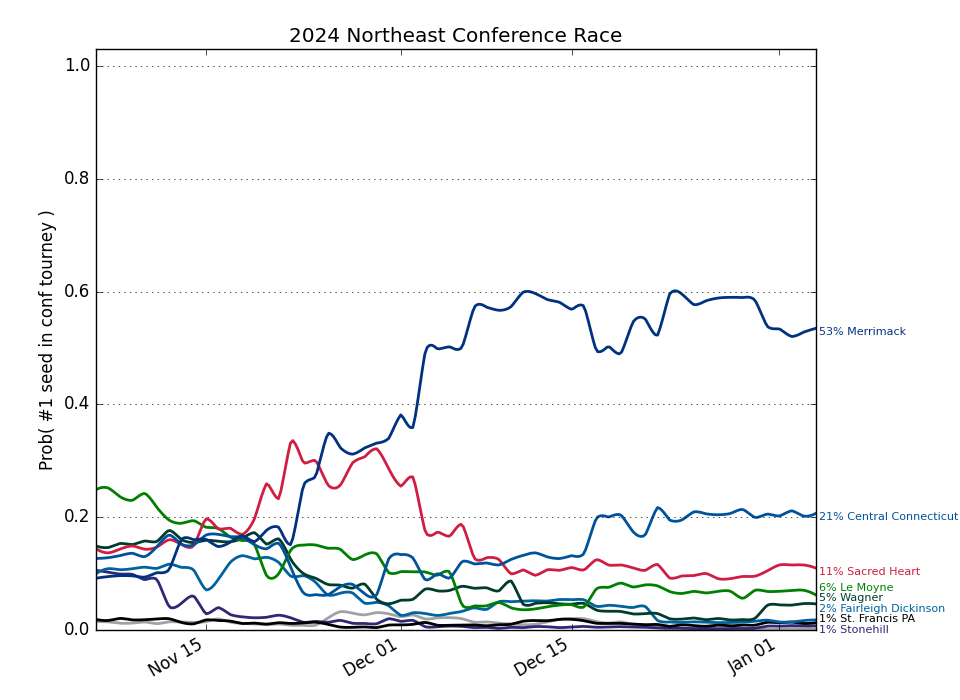 2024 Northeast Conference Race
Prob( #1 seed in conf tourney )
1.0
0.8
0.6
0.4
0.2
0.0
Nov 15
Dec 01
Dec 15
Jan 01
53% Merrimack
21% Central Connecticut
11% Sacred Heart
6% Le Moyne
5% Wagner
2% Fairleigh Dickinson
1% St. Francis PA
1% Stonehill